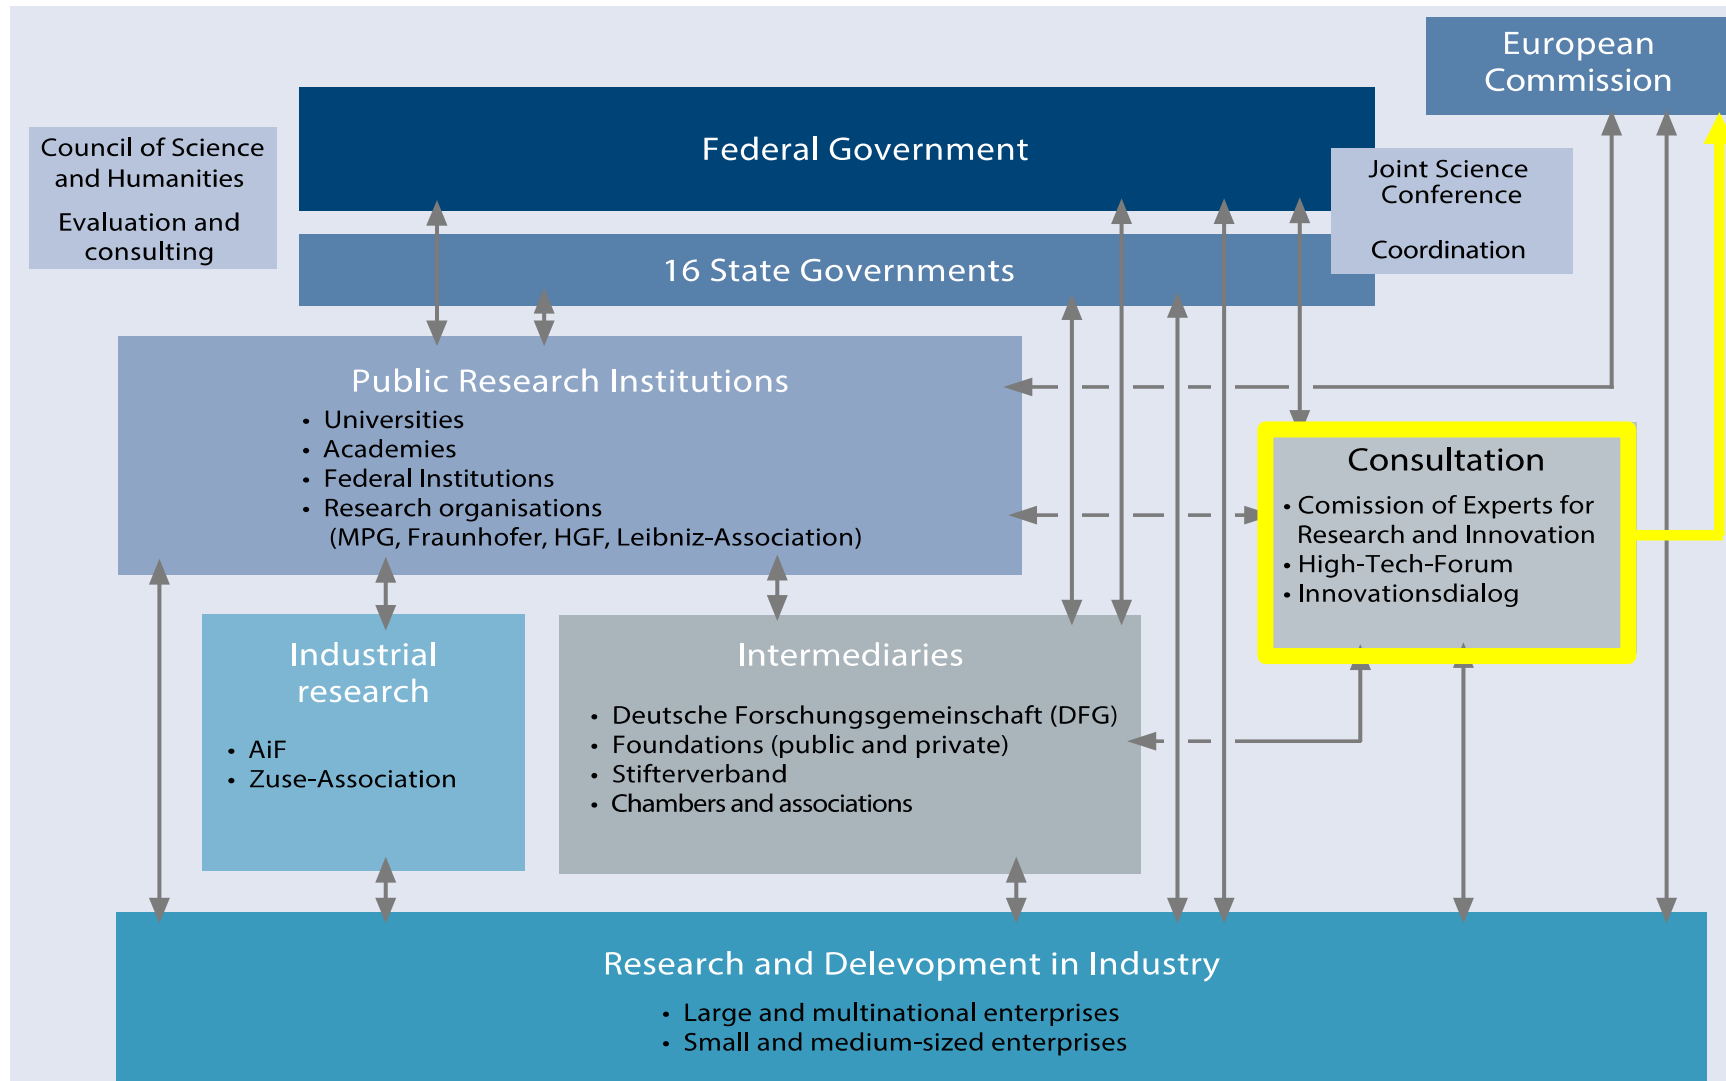 European
Commission
Federal Government
Council of Science
and Humanities
Evaluation and
consulting
Joint Science
Conference
Coordination
16 State Governments
Public Research Institutions
• Universities
• Academies
• Federal Institutions
• Research organisations
(MPG, Fraunhofer, HGF, Leibniz-Association)
Consultation
• Comission of Experts for
Research and Innovation
• High-Tech-Forum
• Innovationsdialog
Industrial
research
• AiF
• Zuse-Association
Intermediaries
• Deutsche Forschungsgemeinschaft (DFG)
• Foundations (public and private)
• Stifterverband
• Chambers and associations
Research and Delevopment in Industry
• Large and multinational enterprises
• Small and medium-sized enterprises